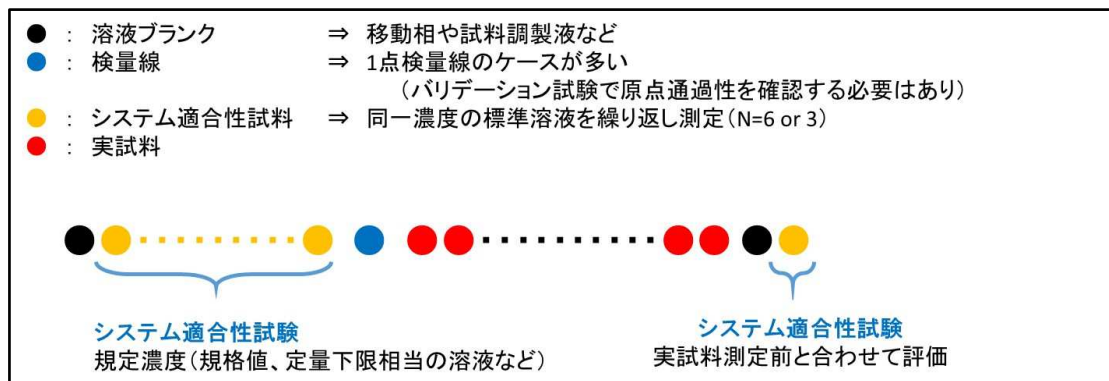 ： 溶液ブランク ⇒ 移動相や試料調製液など
： 検量線 ⇒ 1点検量線のケースが多い
（バリデーション試験で原点通過性を確認する必要はあり）
： システム適合性試料 ⇒ 同一濃度の標準溶液を繰り返し測定（N=6 or 3）
： 実試料
システム適合性試験
規定濃度（規格値、定量下限相当の溶液など）
システム適合性試験
実試料測定前と合わせて評価